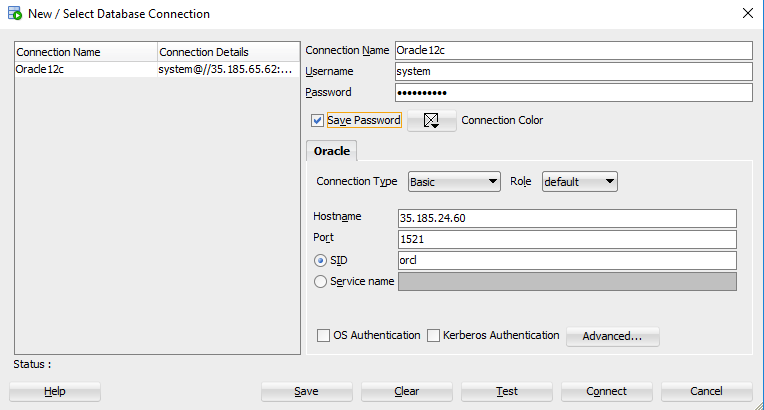 New / Select Database Connection
Connection Name Connection Details
Oracle12c system@//35.185.65.62:...
Connection Name Oracle12c
Username system
Password ••••••••••
Save Password Connection Color
Oracle
Connection Type Basic Role default
Hostname 35.185.24.60
Port 1521
SID orcl
Service name
OS Authentication Kerberos Authentication Advanced...
Status :
Help Save Clear Test Connect Cancel